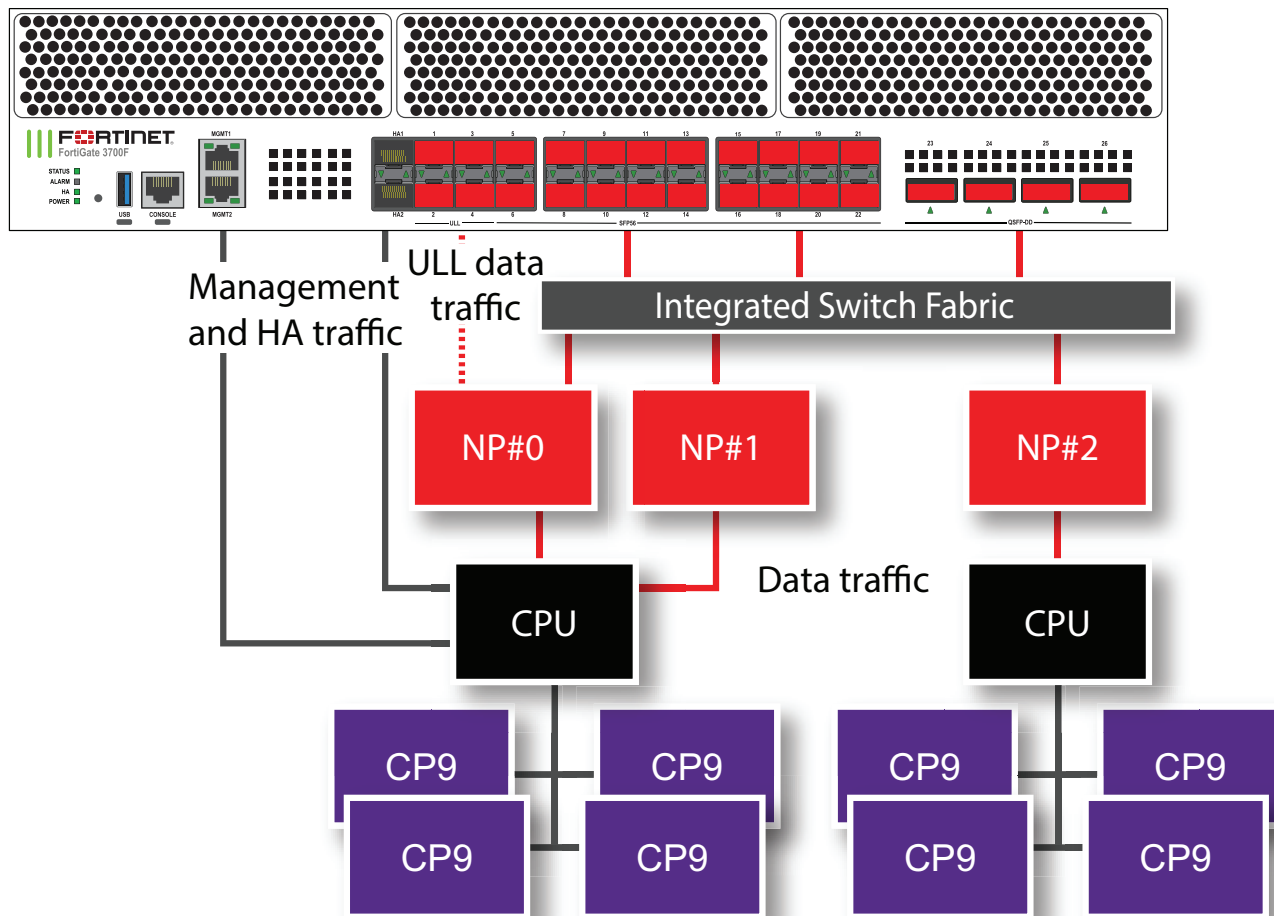 FORTINET
FortiGate 3700F
STATUS
ALARM
HA
POWER
USB
CONSOLE
MGMT1
MGMT2
HA1 1 3 5 7 9 11 13 15 17 19 21
23 24 25 26
HA2 2 4 6 8 10 12 14 16 18 20 22
ULL
SFP56
QSFP-DD
Management
and HA traffic
ULL data
traffic
Integrated Switch Fabric
NP#0
NP#1
NP#2
Data traffic
CPU
CPU
CP9
CP9
CP9
CP9
CP9
CP9
CP9
CP9